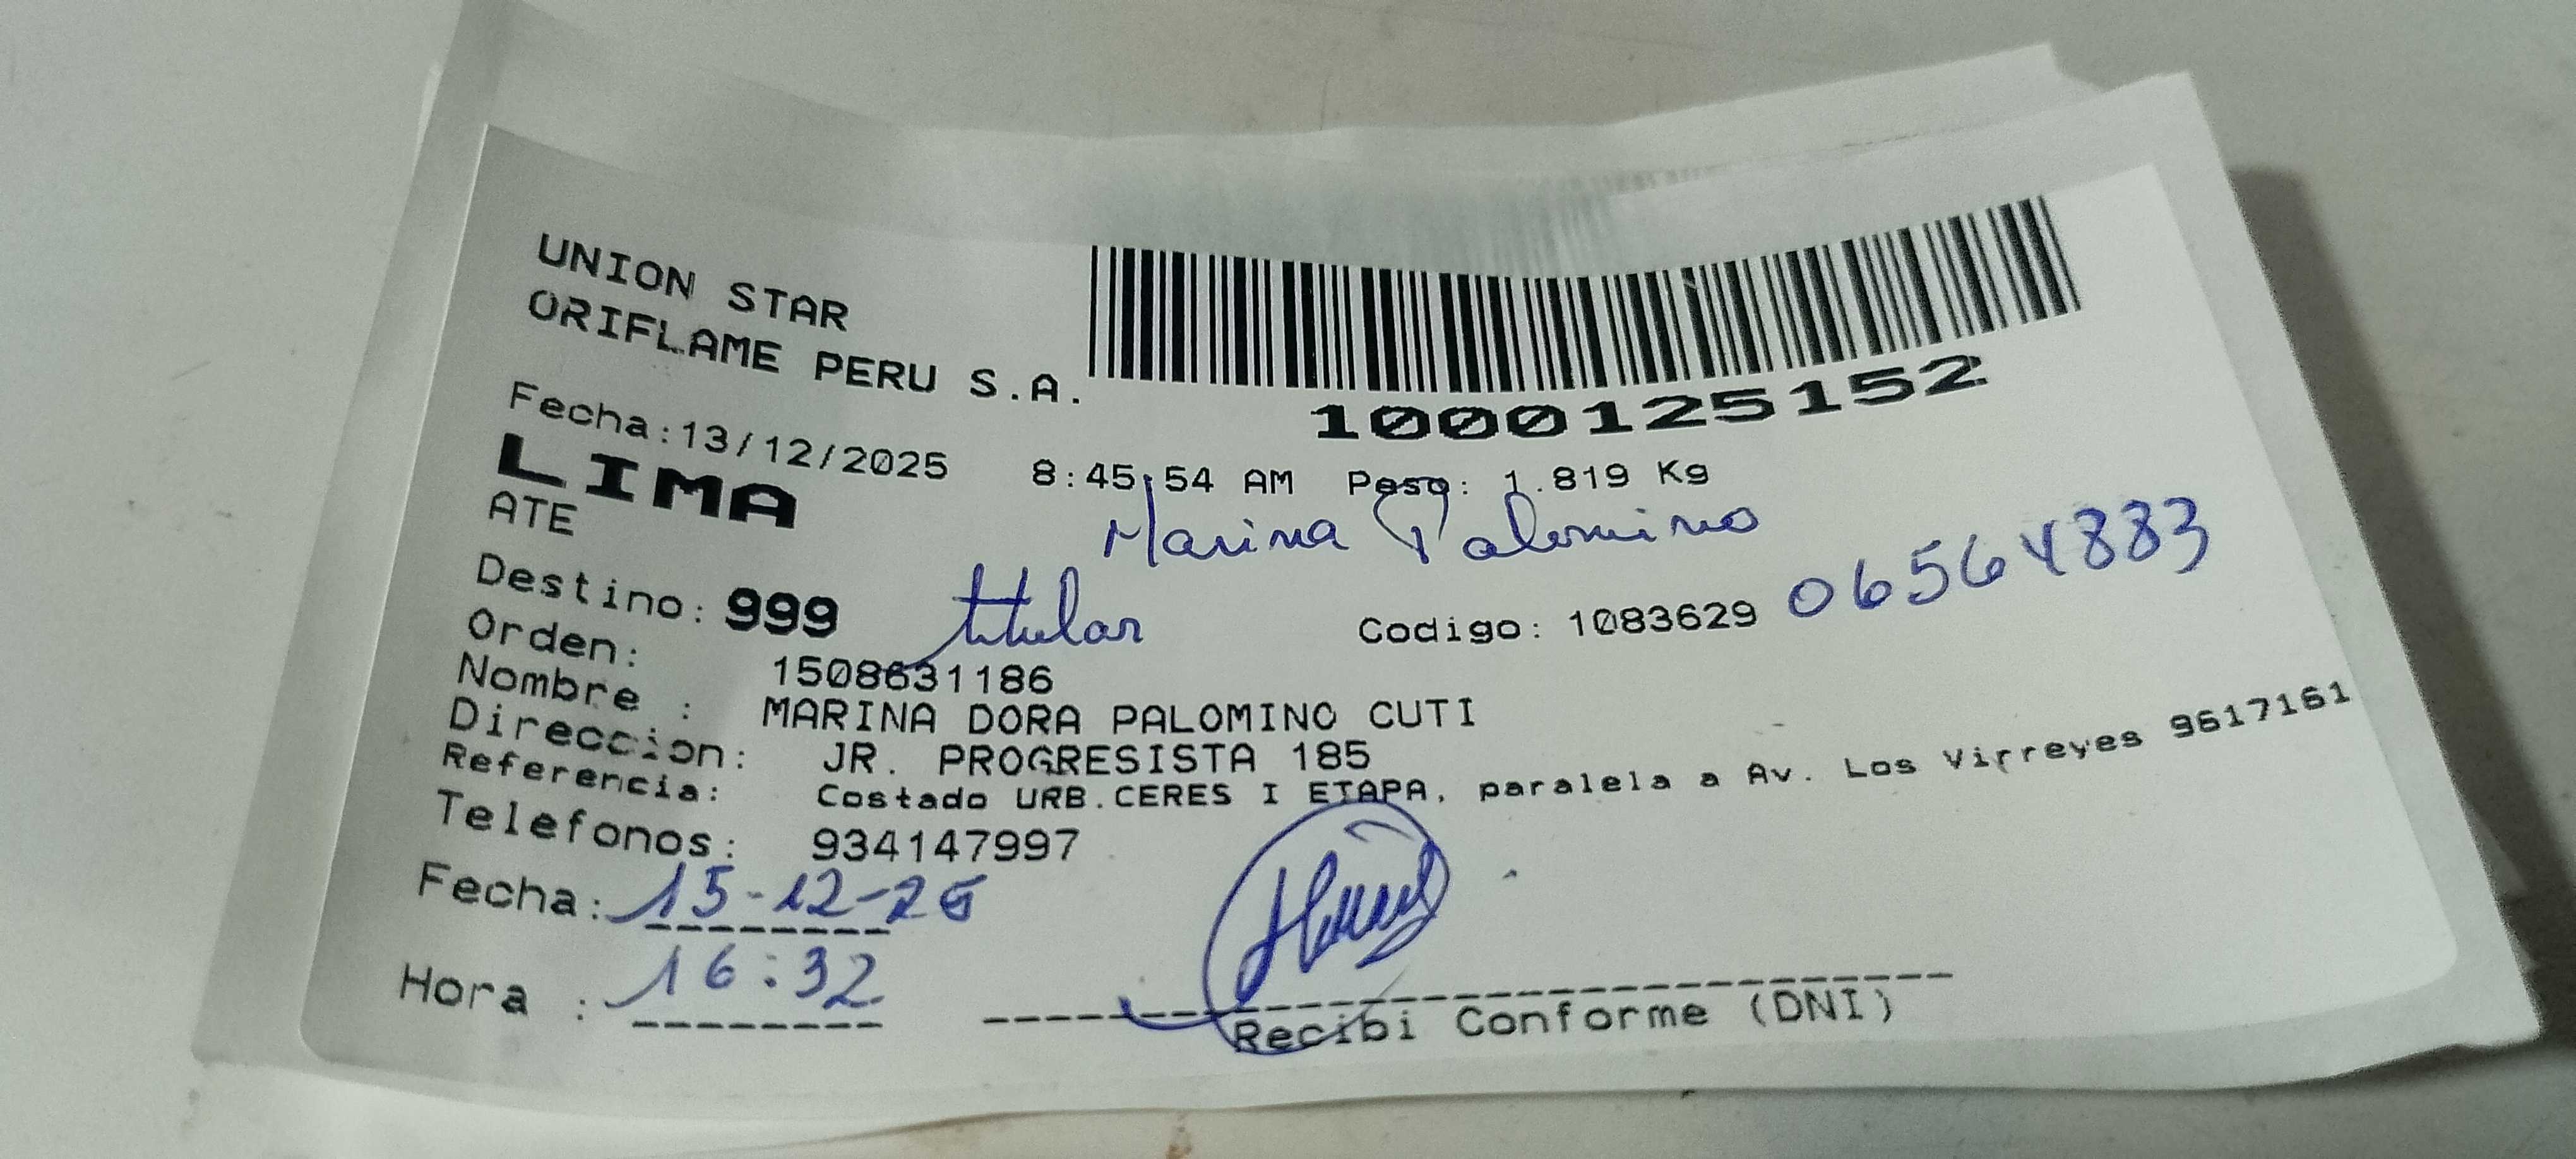 UNION STAR
ORIFLAME PERU S.A.
1000125152
Fecha:13/12/2025 8:45:54 AM Peso: 1.819 Kg
LIMA
ATE
Marina Palomino
Destino: 999 titular Codigo: 1083629 06564883
Orden: 1508631186
Nombre : MARINA DORA PALOMINO CUTI
Direccion: JR. PROGRESISTA 185
Referencia: Costado URB.CERES I ETAPA, paralela a Av. Los Virreyes 9617161
Telefonos: 934147997
Fecha: 15-12-25
Hora : 16:32
Recibi Conforme (DNI)